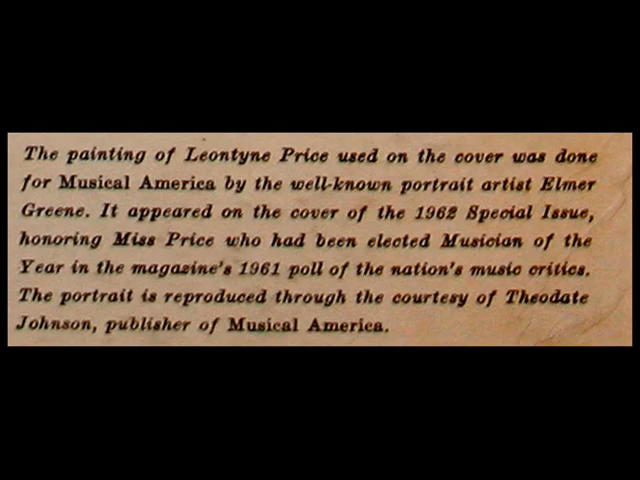 The painting of Leontyne Price used on the cover was done
for Musical America by the well-known portrait artist Elmer
Greene. It appeared on the cover of the 1962 Special Issue,
honoring Miss Price who had been elected Musician of the
Year in the magazine's 1961 poll of the nation's music critics.
The portrait is reproduced through the courtesy of Theodate
Johnson, publisher of Musical America.